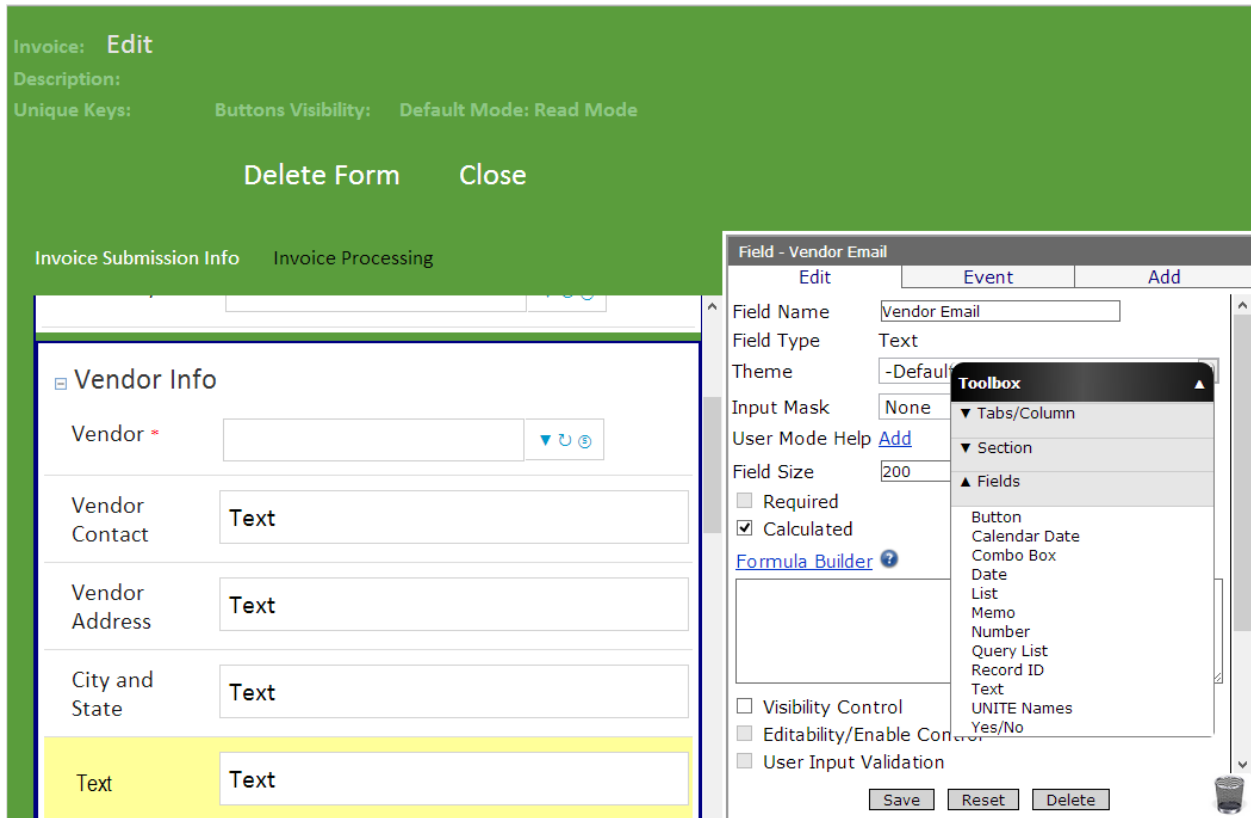 Invoice: Edit
Description:
Unique Keys: Buttons Visibility: Default Mode: Read Mode
Delete Form Close
Invoice Submission Info Invoice Processing
Vendor Info
Vendor *
Vendor
Contact
Text
Vendor
Address
Text
City and
State
Text
Text
Text
Field - Vendor Email
Edit Event Add
Field Name Vendor Email
Field Type Text
Theme -Default
Input Mask None
User Mode Help Add
Field Size 200
Required
Calculated
Formula Builder ?
Visibility Control
Editability/Enable Control
User Input Validation
Save Reset Delete
Toolbox ▲
▼ Tabs/Column
▼ Section
▲ Fields
Button
Calendar Date
Combo Box
Date
List
Memo
Number
Query List
Record ID
Text
UNITE Names
Yes/No